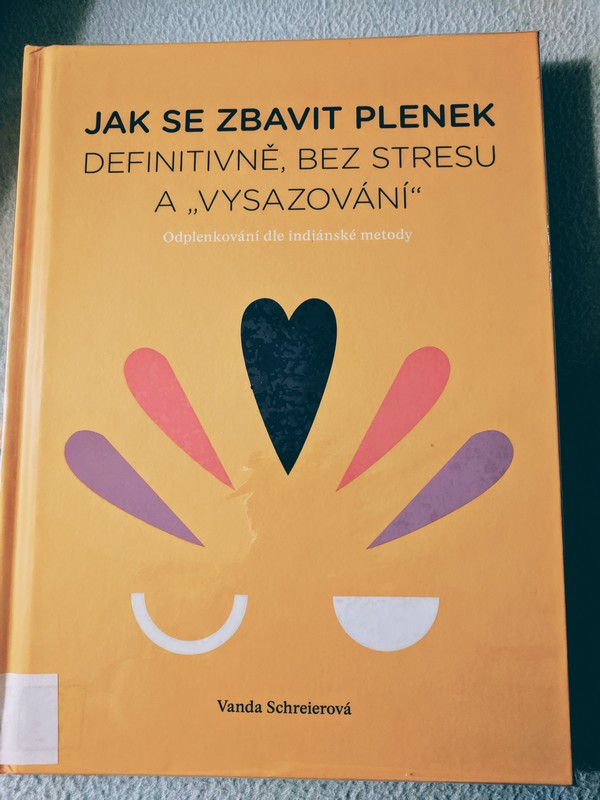 JAK SE ZBAVIT PLENEK
DEFINITIVNĚ, BEZ STRESU
A „VYSAZOVÁNÍ“
Odplenkování dle indiánské metody
Vanda Schreierová